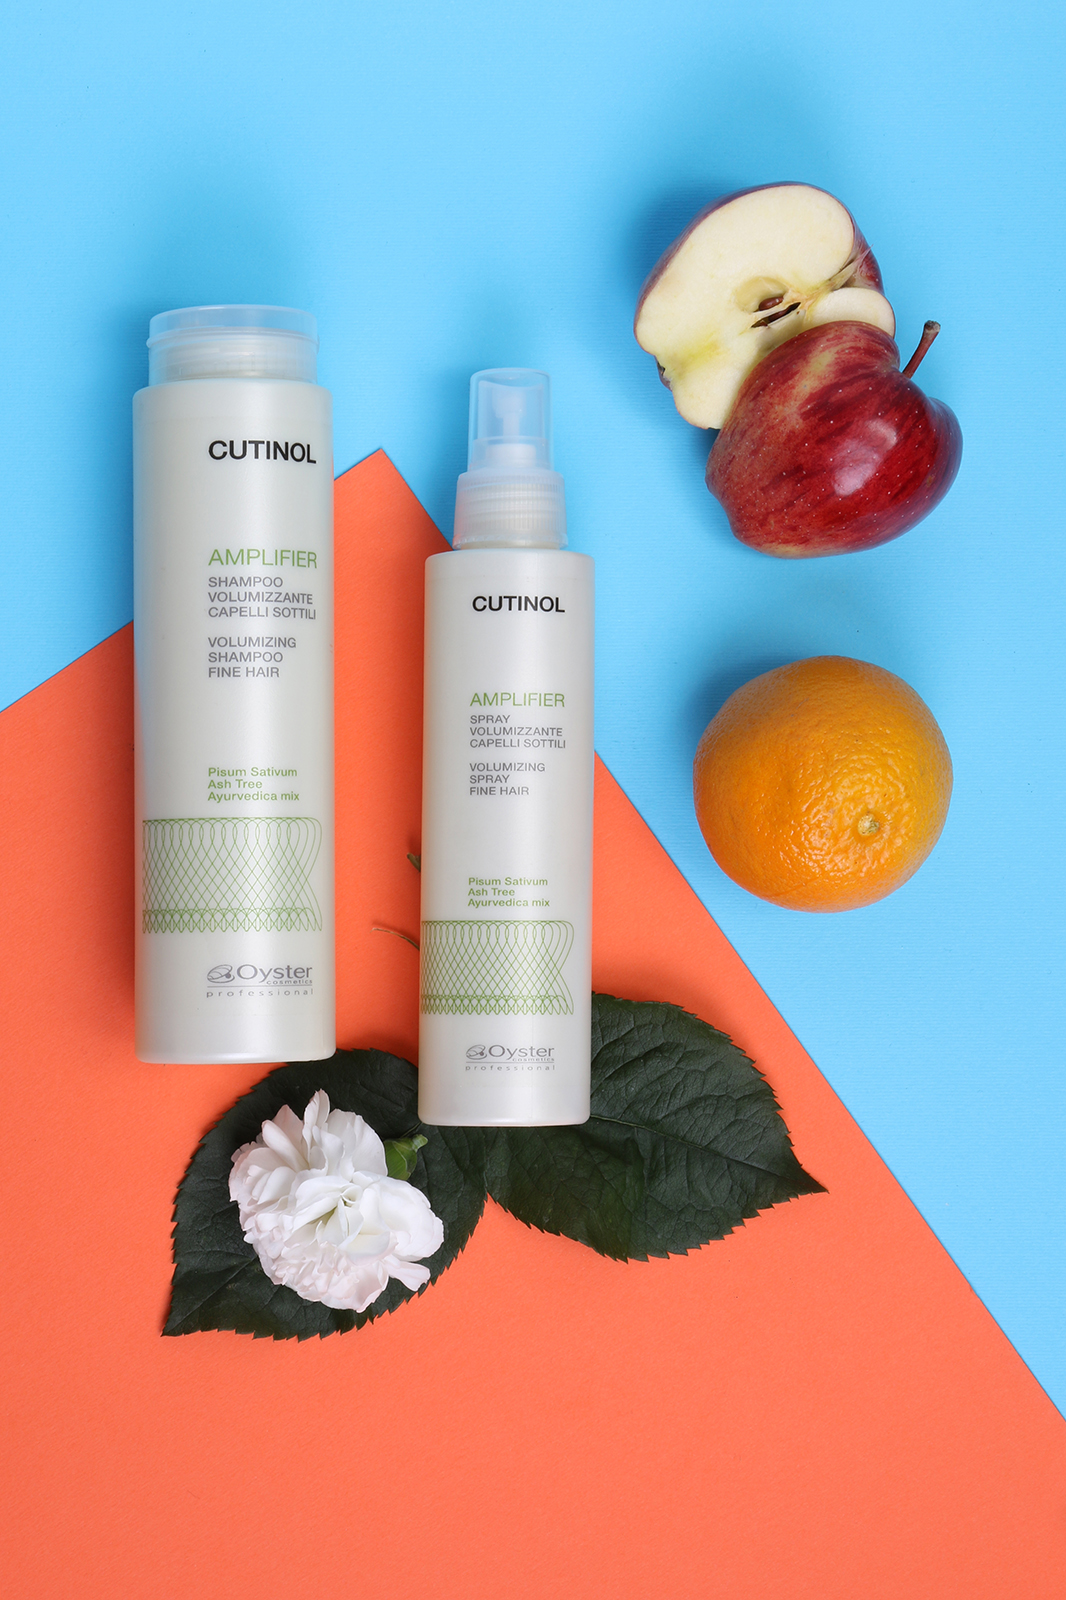 CUTINOL
AMPLIFIER
SHAMPOO
VOLUMIZZANTE
CAPELLI SOTTILI
VOLUMIZING
SHAMPOO
FINE HAIR
Pisum Sativum
Ash Tree
Ayurvedica mix
Oyster
cosmetics
professional
CUTINOL
AMPLIFIER
SPRAY
VOLUMIZZANTE
CAPELLI SOTTILI
VOLUMIZING
SPRAY
FINE HAIR
Pisum Sativum
Ash Tree
Ayurvedica mix
Oyster
cosmetics
professional